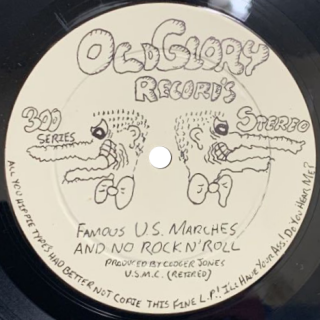 OLD GLORY
RECORD'S
300
SERIES
STEREO
FAMOUS U.S. MARCHES
AND NO ROCK N' ROLL
PRODUCED BY CEDGER JONES
U.S.M.C. (RETIRED)
ALL YOU HIPPIE TYPES HAD BETTER NOT COPIE THIS FINE L.P.! I'LL HAVE YOUR ASS! DO YOU HEAR ME?